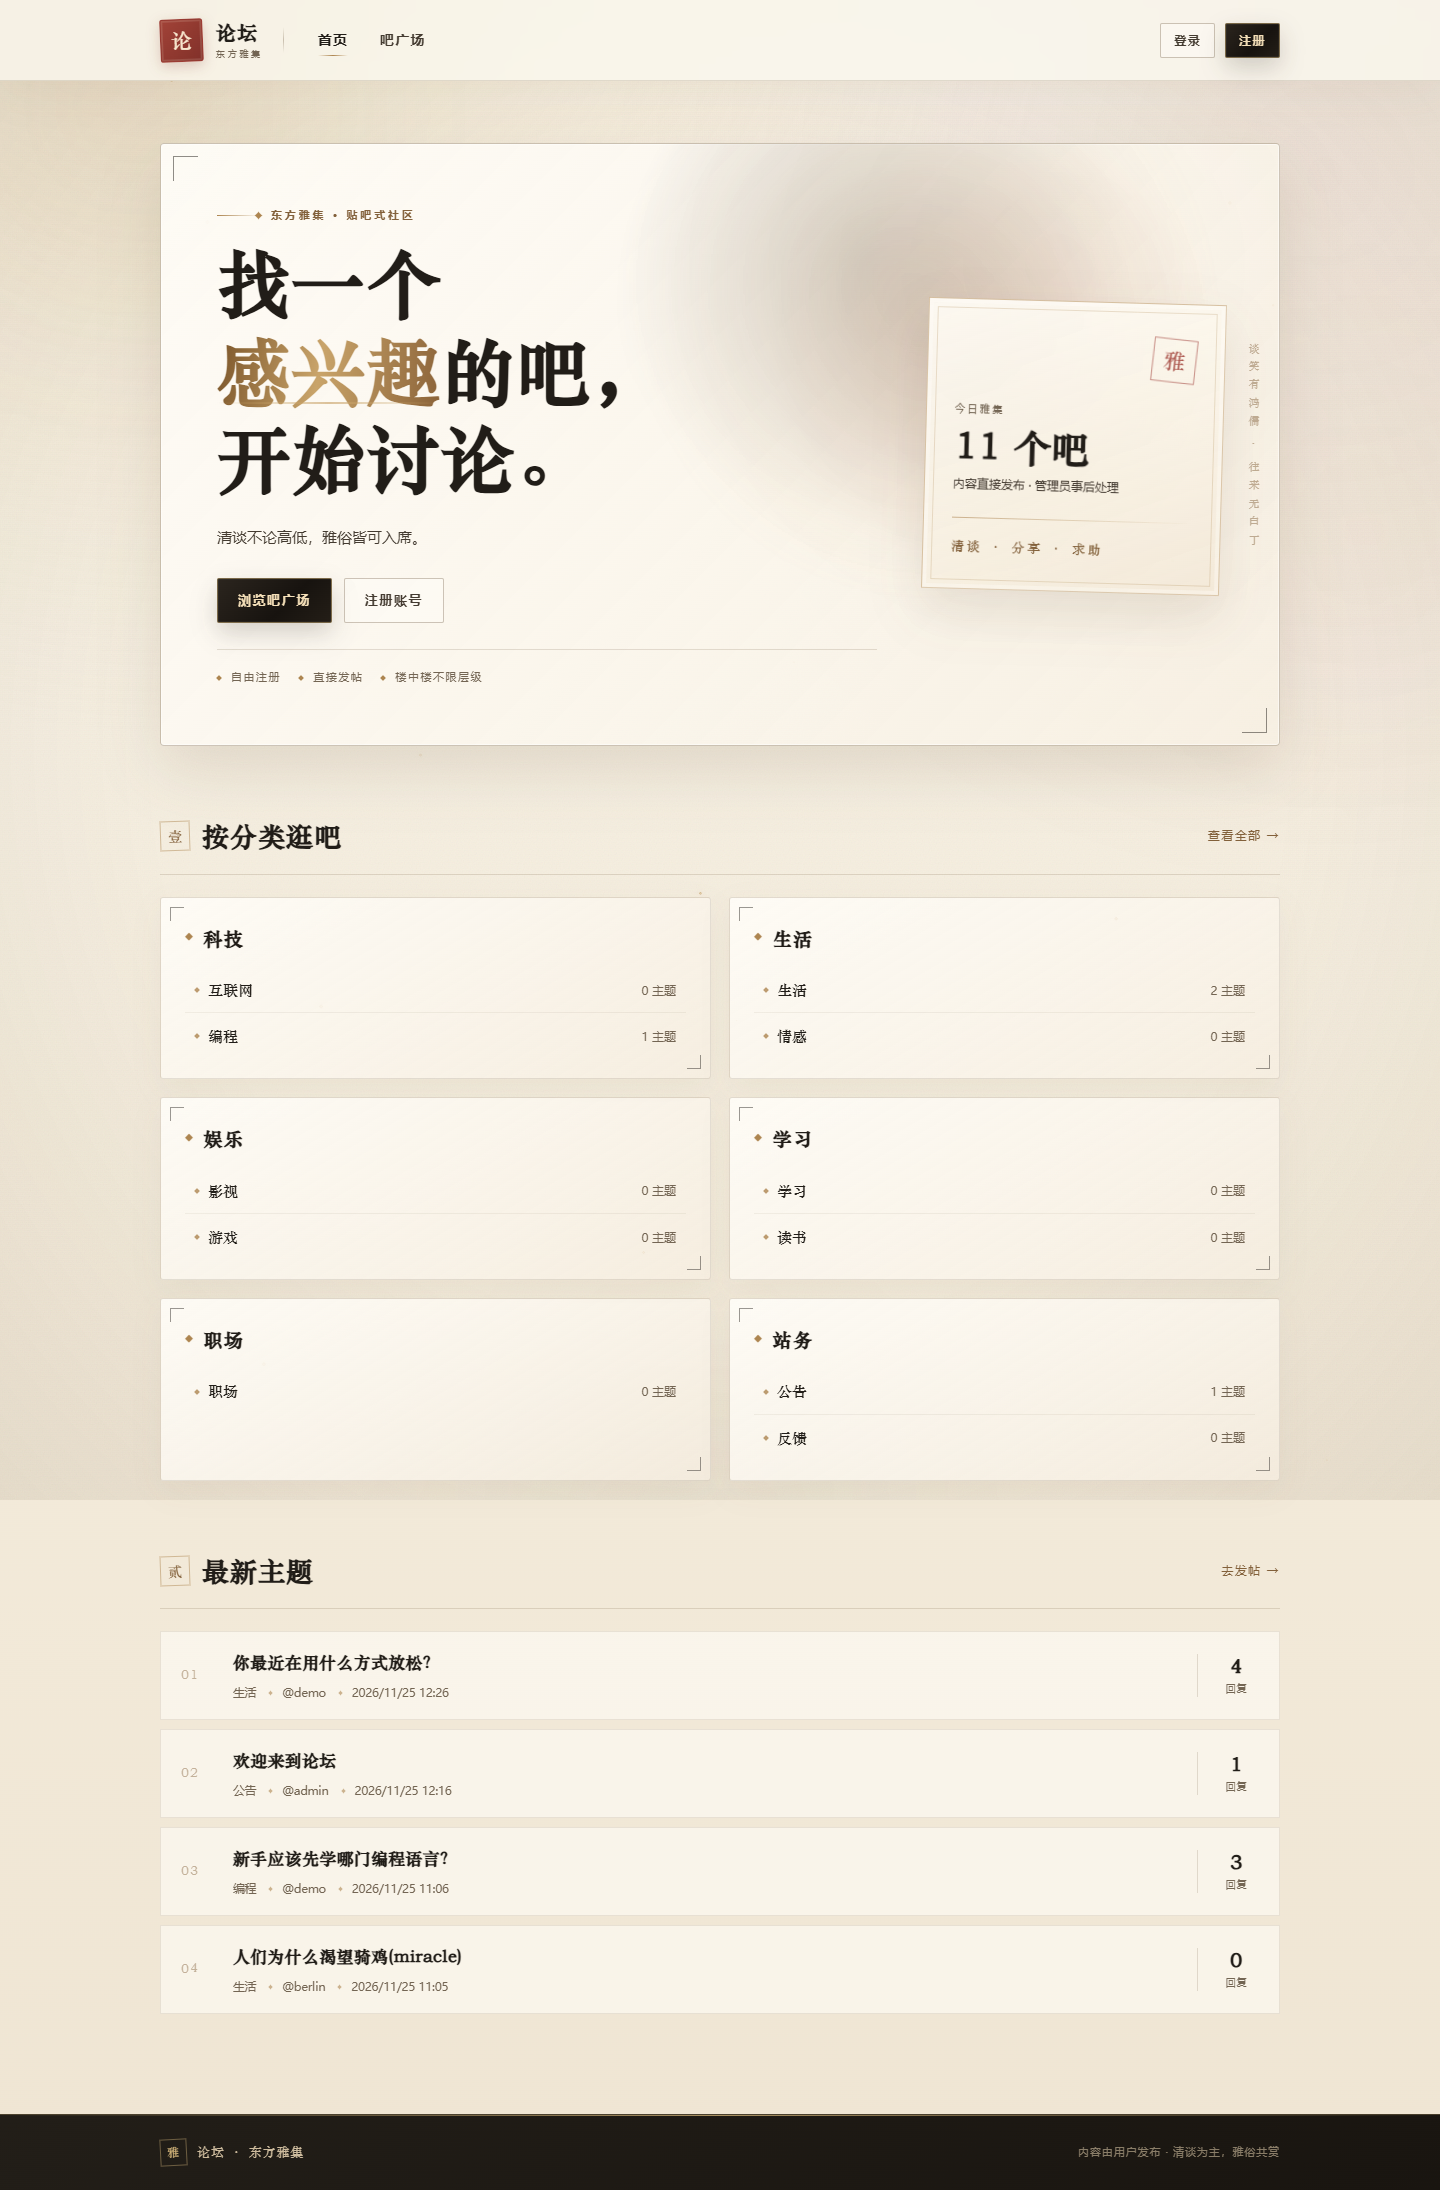 论
论坛
东方雅集
首页
吧广场
登录
注册
东方雅集 • 贴吧式社区
找一个
感兴趣的吧，
开始讨论。
清谈不论高低，雅俗皆可入席。
浏览吧广场
注册账号
自由注册
直接发帖
楼中楼不限层级
雅
今日雅集
11 个吧
内容直接发布 · 管理员事后处理
清谈 · 分享 · 求助
谈笑有鸿儒 · 往来无白丁
壹
按分类逛吧
查看全部 →
科技
互联网 0 主题
编程 1 主题
生活
生活 2 主题
情感 0 主题
娱乐
影视 0 主题
游戏 0 主题
学习
学习 0 主题
读书 0 主题
职场
职场 0 主题
站务
公告 1 主题
反馈 0 主题
贰
最新主题
去发帖 →
01
你最近在用什么方式放松？
生活 @demo 2026/11/25 12:26
4
回复
02
欢迎来到论坛
公告 @admin 2026/11/25 12:16
1
回复
03
新手应该先学哪门编程语言？
编程 @demo 2026/11/25 11:06
3
回复
04
人们为什么渴望骑鸡(miracle)
生活 @berlin 2026/11/25 11:05
0
回复
雅
论坛 · 东方雅集
内容由用户发布 · 清谈为主，雅俗共赏